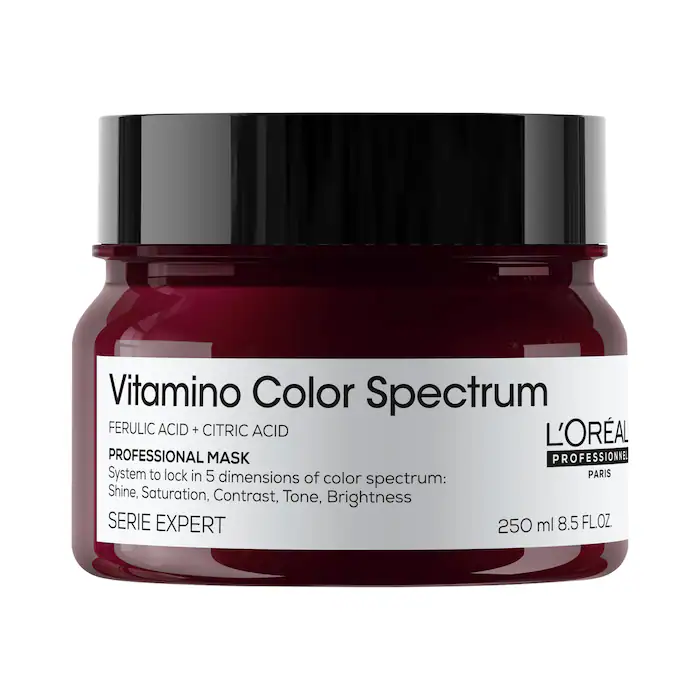 Vitamino Color Spectrum
FERULIC ACID + CITRIC ACID
PROFESSIONAL MASK
System to lock in 5 dimensions of color spectrum:
Shine, Saturation, Contrast, Tone, Brightness
SERIE EXPERT
L'ORÉAL
PROFESSIONNEL
PARIS
250 ml 8.5 FL.OZ.